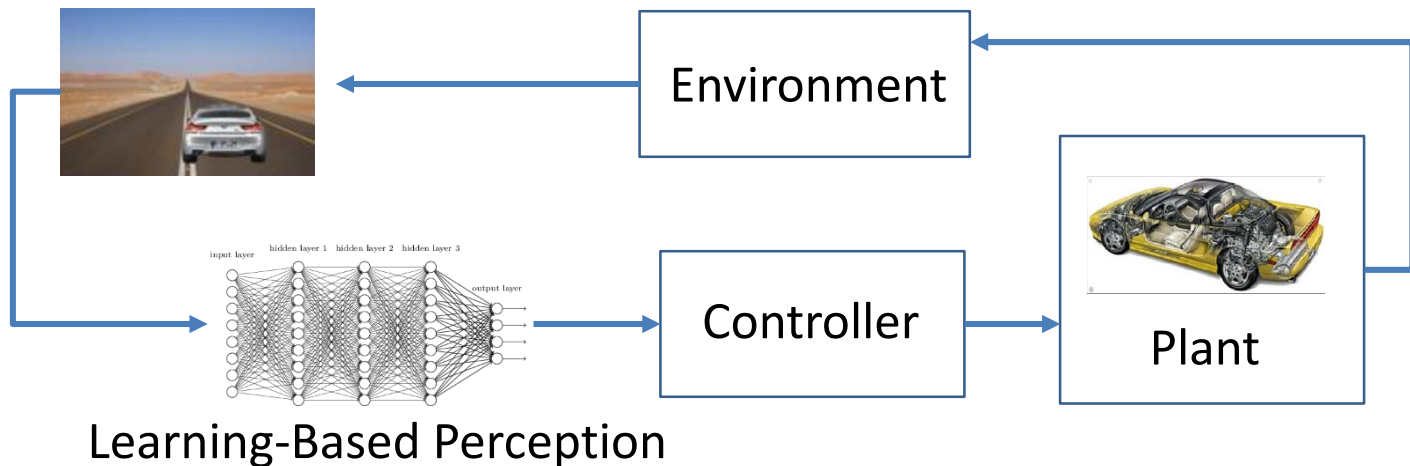 Environment
input layer
hidden layer 1 hidden layer 2 hidden layer 3
output layer
Controller
Plant
Learning-Based Perception